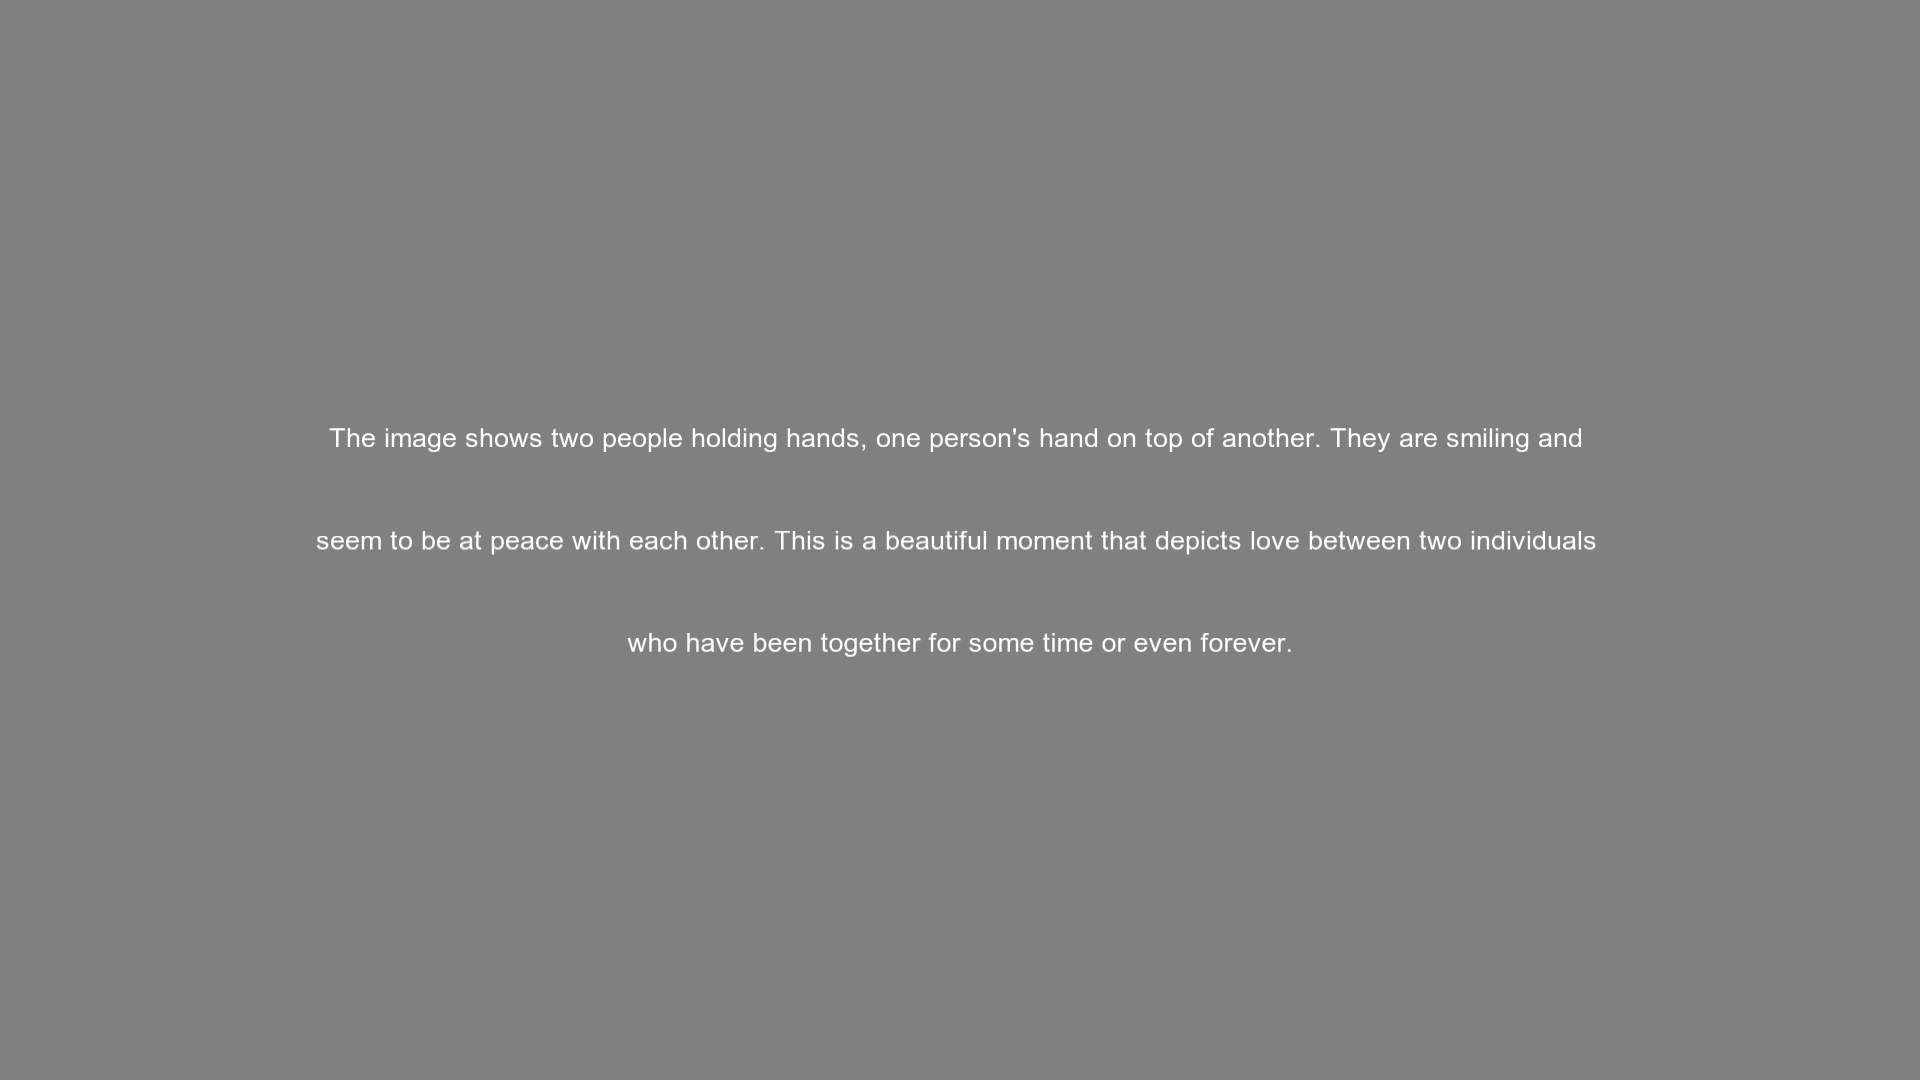 The image shows two people holding hands, one person's hand on top of another. They are smiling and
seem to be at peace with each other. This is a beautiful moment that depicts love between two individuals
who have been together for some time or even forever.